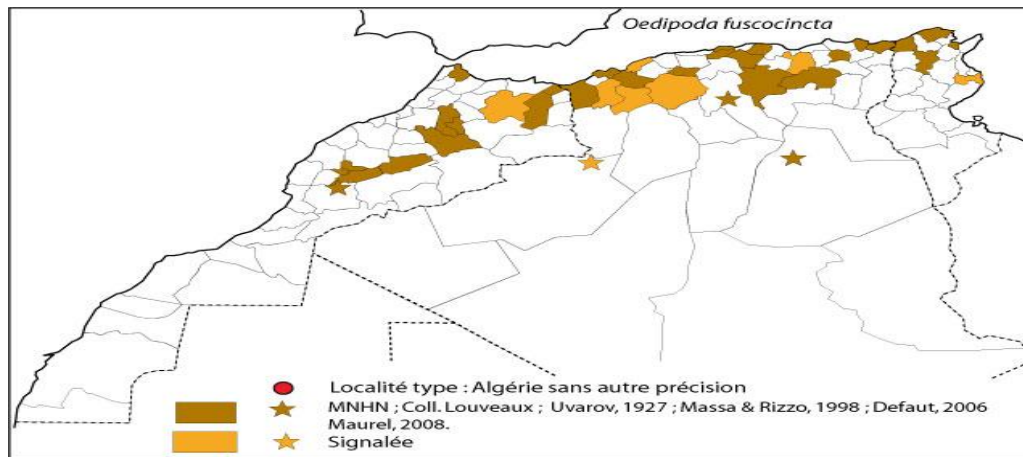 Oedipoda fuscocincta
Localité type : Algérie sans autre précision
MNHN ; Coll. Louveaux ; Uvarov, 1927 ; Massa & Rizzo, 1998 ; Defaut, 2006
Maurel, 2008.
Signalée